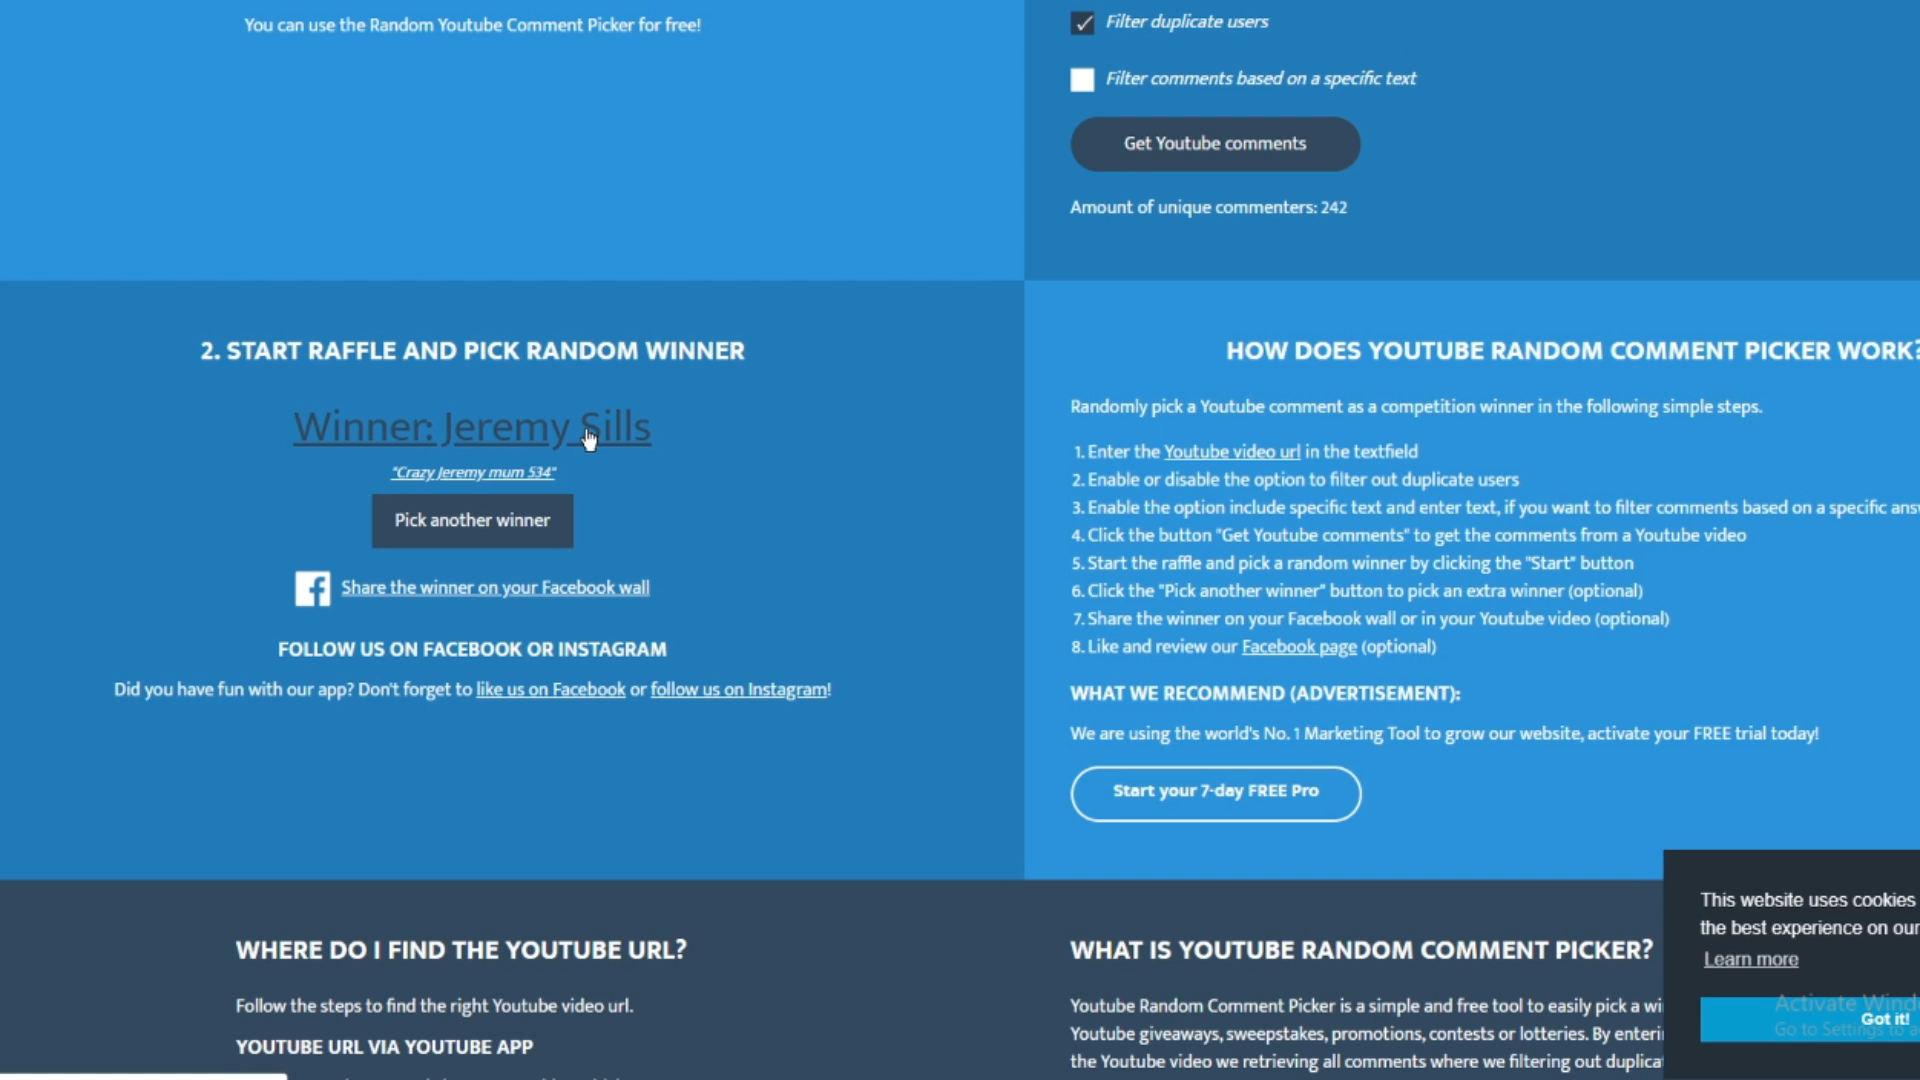 You can use the Random Youtube Comment Picker for free!
Filter duplicate users
Filter comments based on a specific text
Get Youtube comments
Amount of unique commenters: 242
2. START RAFFLE AND PICK RANDOM WINNER
Winner: Jeremy Sills
"Crazy Jeremy mum 534"
Pick another winner
Share the winner on your Facebook wall
FOLLOW US ON FACEBOOK OR INSTAGRAM
Did you have fun with our app? Don't forget to like us on Facebook or follow us on Instagram!
HOW DOES YOUTUBE RANDOM COMMENT PICKER WORK?
Randomly pick a Youtube comment as a competition winner in the following simple steps.
1. Enter the Youtube video url in the textfield
2. Enable or disable the option to filter out duplicate users
3. Enable the option include specific text and enter text, if you want to filter comments based on a specific
4. Click the button "Get Youtube comments" to get the comments from a Youtube video
5. Start the raffle and pick a random winner by clicking the "Start" button
6. Click the "Pick another winner" button to pick an extra winner (optional)
7. Share the winner on your Facebook wall or in your Youtube video (optional)
8. Like and review our Facebook page (optional)
WHAT WE RECOMMEND (ADVERTISEMENT):
We are using the world's No. 1 Marketing Tool to grow our website, activate your FREE trial today!
Start your 7-day FREE Pro
WHERE DO I FIND THE YOUTUBE URL?
Follow the steps to find the right Youtube video url.
YOUTUBE URL VIA YOUTUBE APP
WHAT IS YOUTUBE RANDOM COMMENT PICKER?
Youtube Random Comment Picker is a simple and free tool to easily pick a
Youtube giveaways, sweepstakes, promotions, contests or lotteries. By
the Youtube video we retrieving all comments where we filtering out
This website uses cookies
the best experience on our
Learn more
Got it!
Activate
Go to Settings to